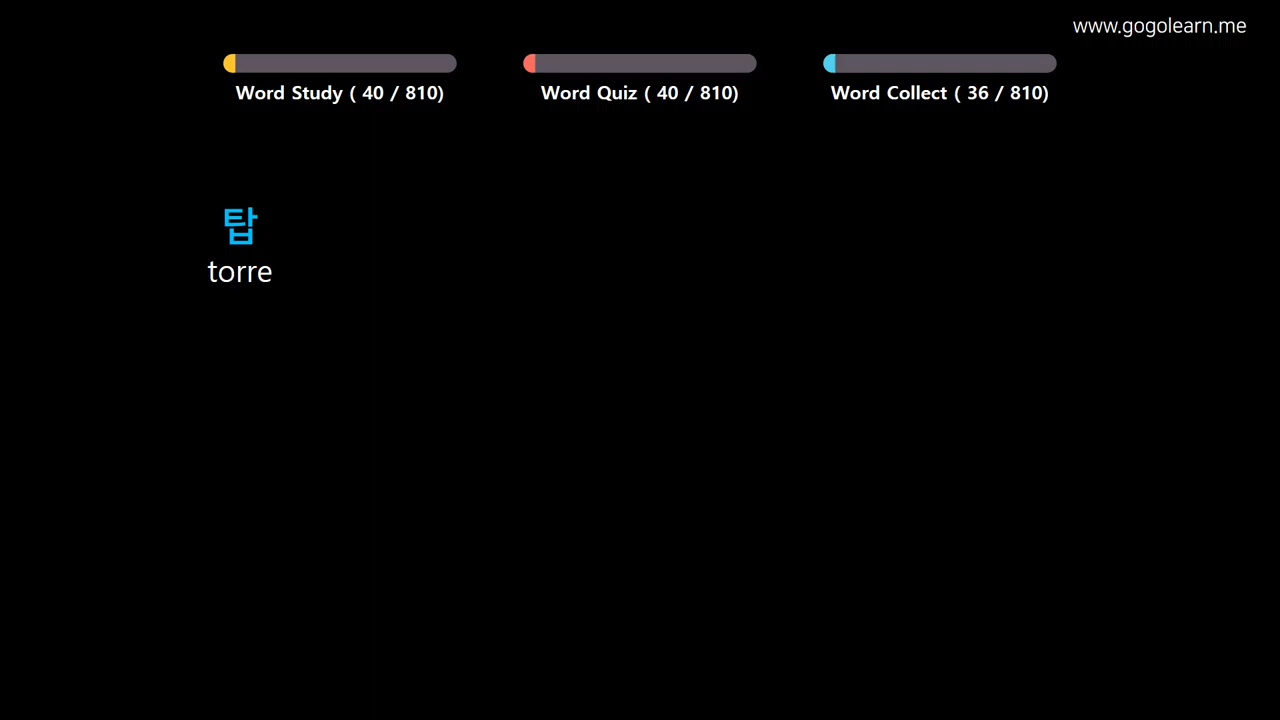 www.gogolearn.me
Word Study ( 40 / 810)
Word Quiz ( 40 / 810)
Word Collect ( 36 / 810)
탑
torre